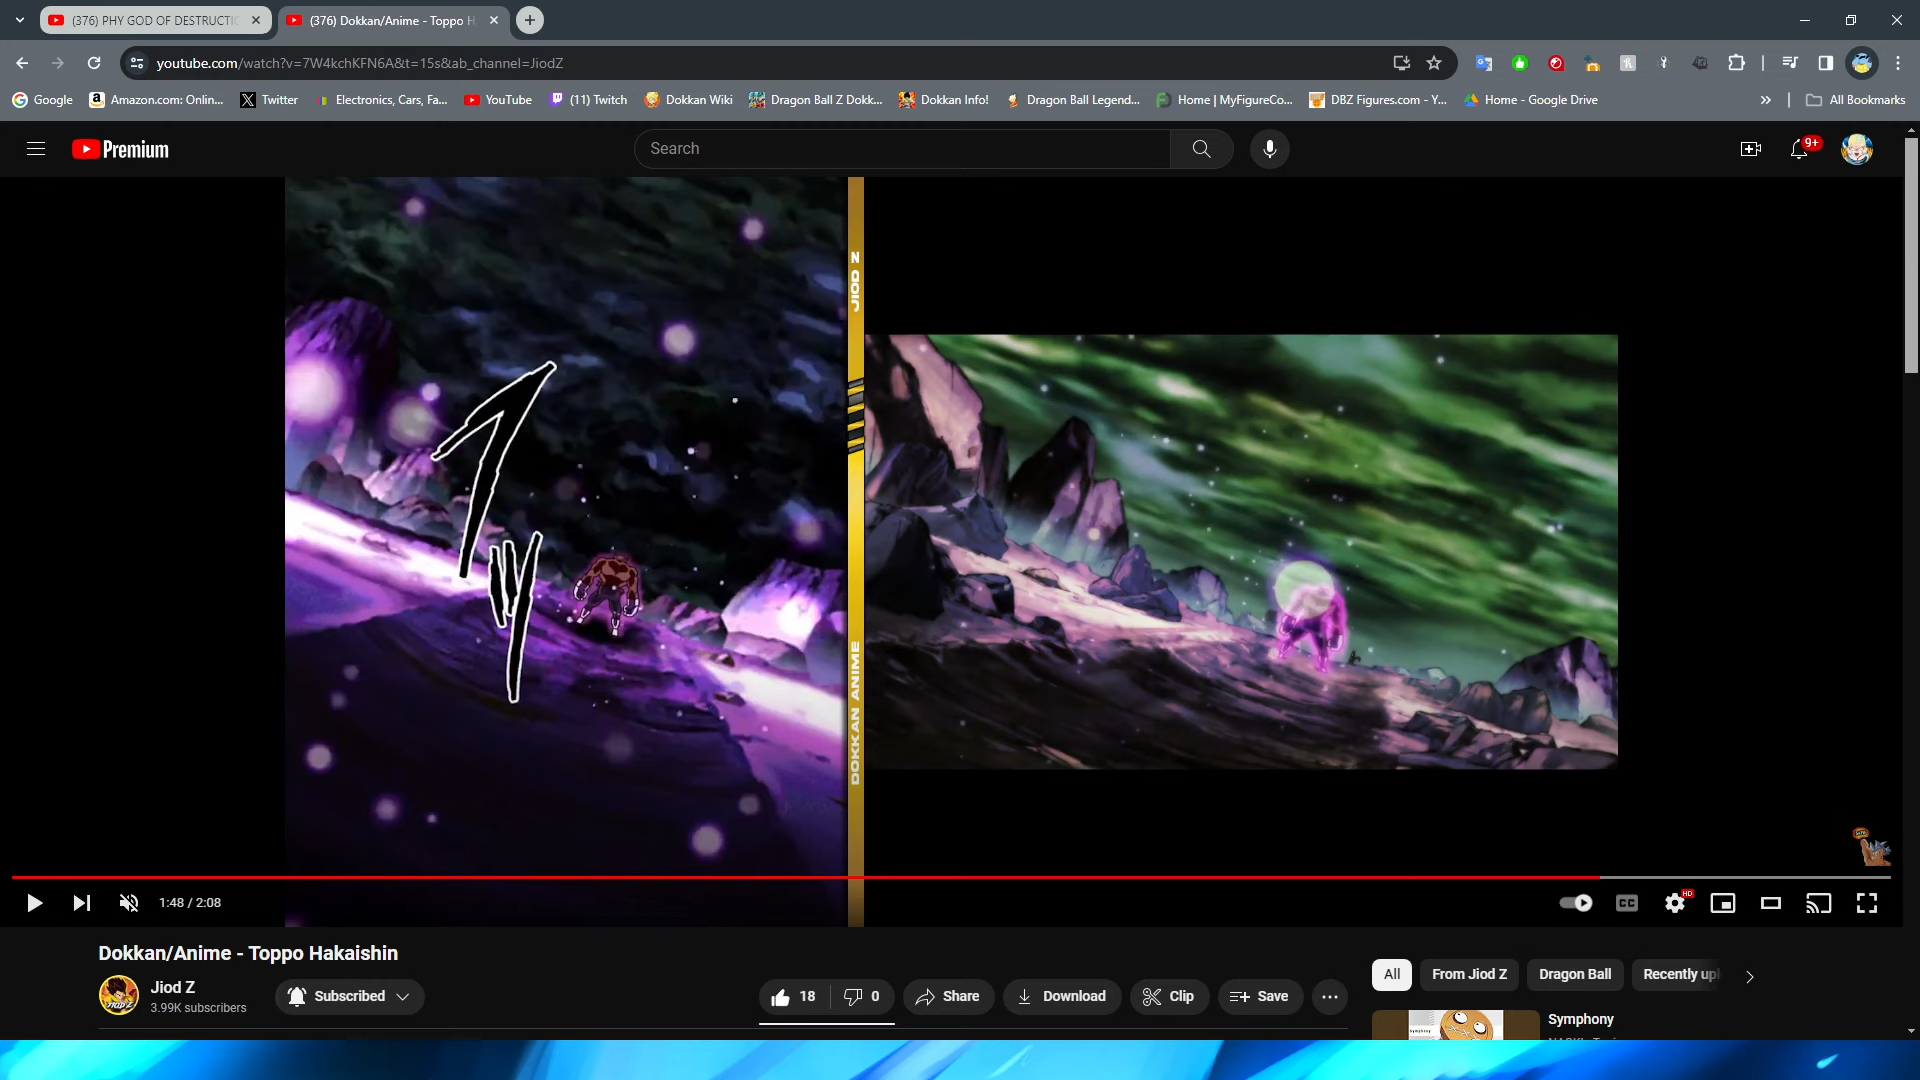 (376) PHY GOD OF DESTRUCTIO
(376) Dokkan/Anime - Toppo H
youtube.com/watch?v=7W4kchKFN6A&t=15s&ab_channel=JiodZ
Google
Amazon.com: Onlin...
Twitter
Electronics, Cars, Fa...
YouTube
(11) Twitch
Dokkan Wiki
Dragon Ball Z Dokk...
Dokkan Info!
Dragon Ball Legend...
Home | MyFigureCo...
DBZ Figures.com - Y...
Home - Google Drive
All Bookmarks
Premium
Search
9+
JIOD Z
DOKKAN ANIME
1:48 / 2:08
CC
HD
Dokkan/Anime - Toppo Hakaishin
Jiod Z
3.99K subscribers
Subscribed
18
0
Share
Download
Clip
Save
All
From Jiod Z
Dragon Ball
Recently upl
Symphony